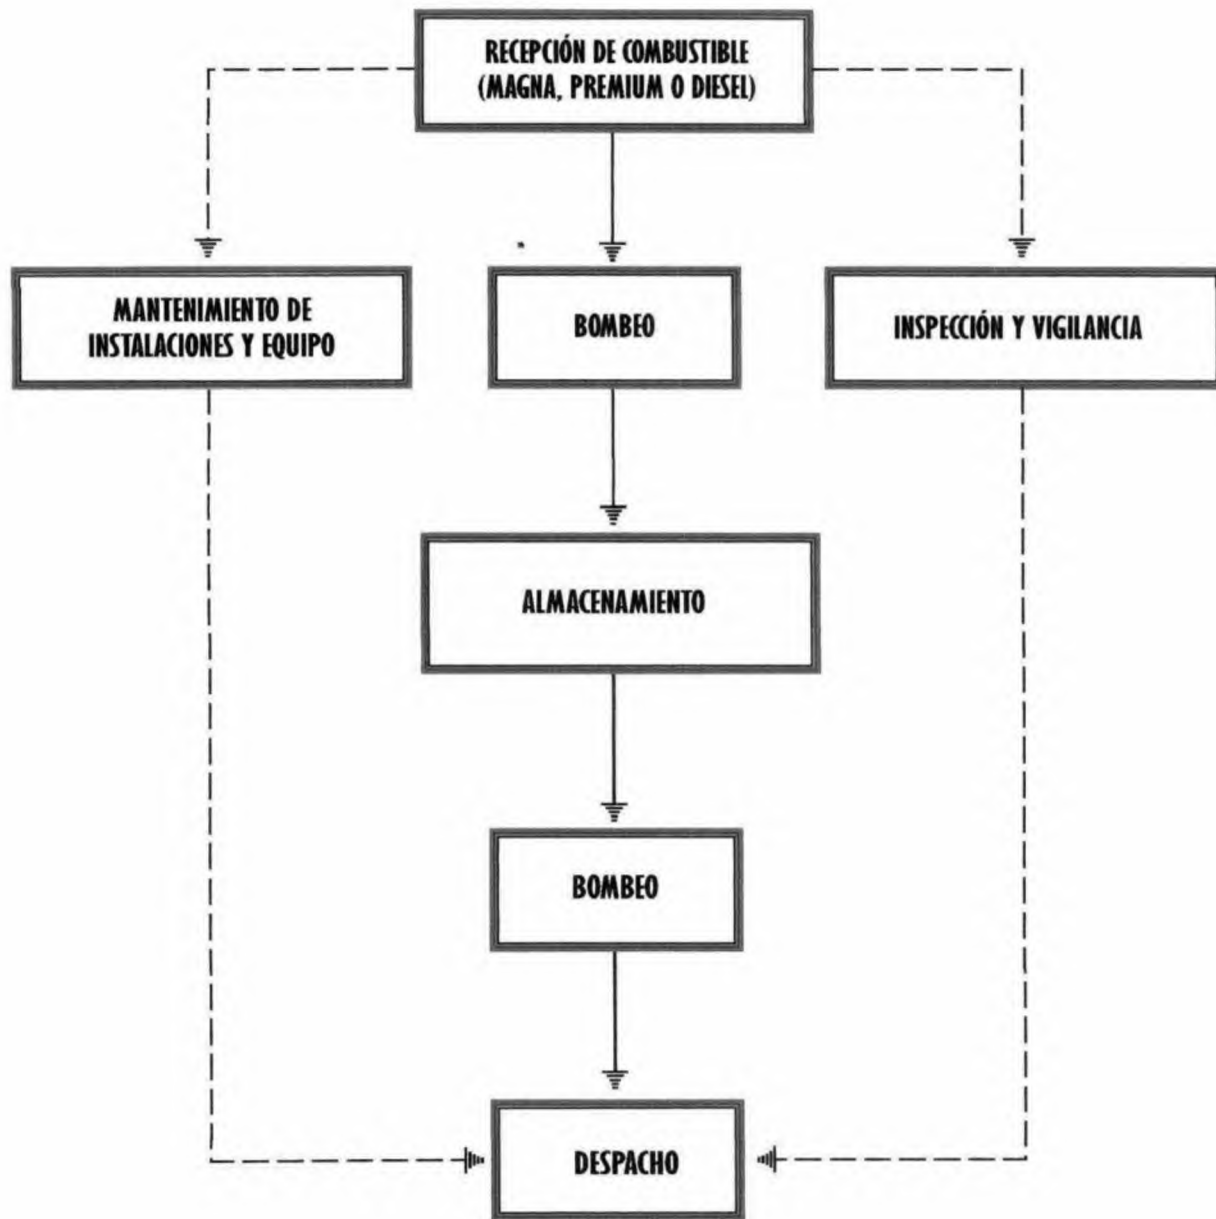 RECEPCIÓN DE COMBUSTIBLE
(MAGNA, PREMIUM O DIESEL)
MANTENIMIENTO DE
INSTALACIONES Y EQUIPO
BOMBEO
INSPECCIÓN Y VIGILANCIA
ALMACENAMIENTO
BOMBEO
DESPACHO